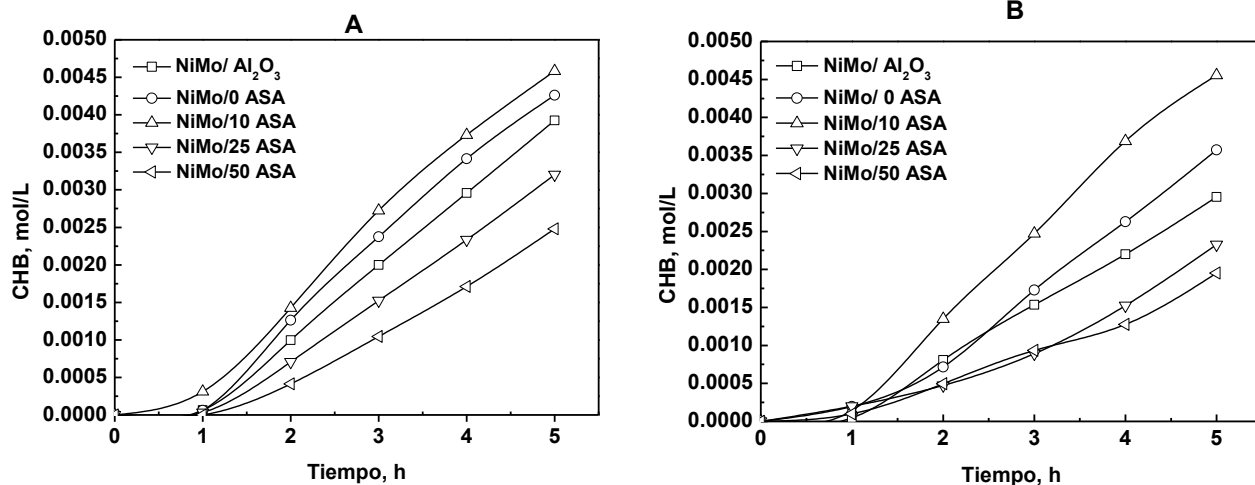 A
CHB, mol/L
0.0050
0.0045
0.0040
0.0035
0.0030
0.0025
0.0020
0.0015
0.0010
0.0005
0.0000
NiMo/ Al₂O₃
NiMo/0 ASA
NiMo/10 ASA
NiMo/25 ASA
NiMo/50 ASA
0 1 2 3 4 5
Tiempo, h
B
CHB, mol/L
0.0050
0.0045
0.0040
0.0035
0.0030
0.0025
0.0020
0.0015
0.0010
0.0005
0.0000
NiMo/ Al₂O₃
NiMo/ 0 ASA
NiMo/10 ASA
NiMo/25 ASA
NiMo/50 ASA
0 1 2 3 4 5
Tiempo, h